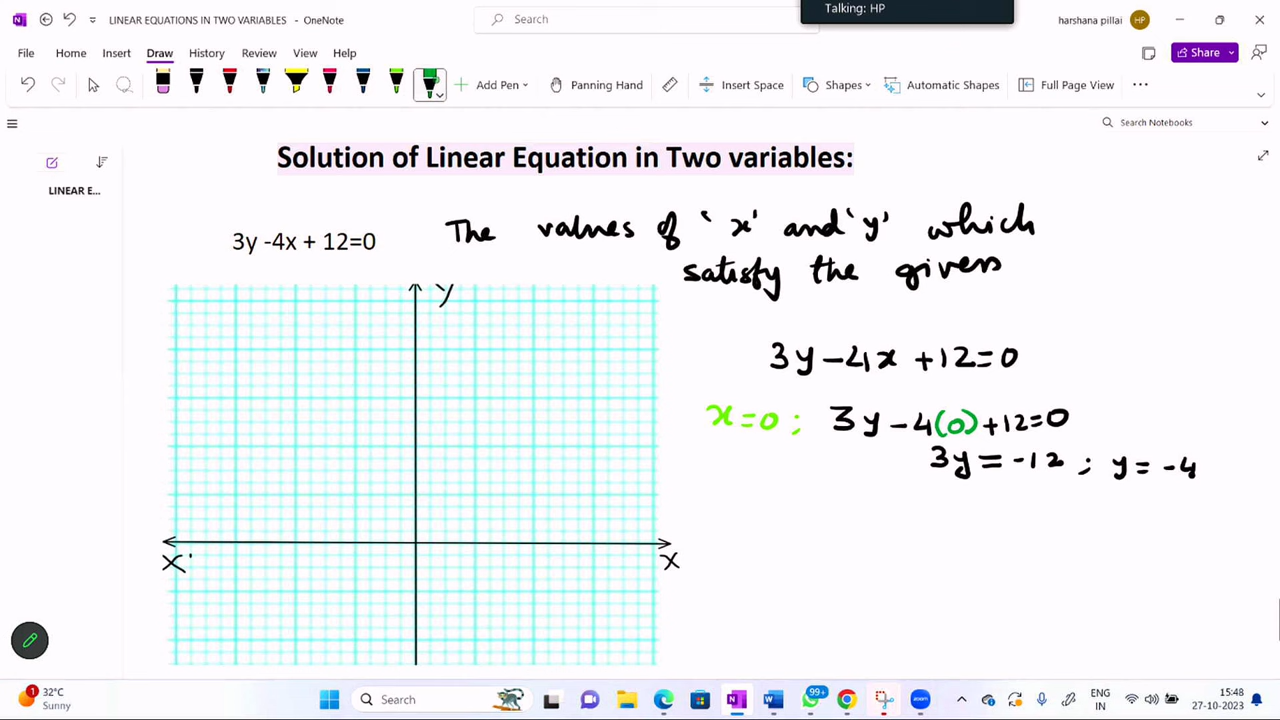 LINEAR EQUATIONS IN TWO VARIABLES - OneNote
Search
Talking: HP
harshana pillai
HP
File Home Insert Draw History Review View Help
Share
Add Pen
Panning Hand
Insert Space
Shapes
Automatic Shapes
Full Page View
Search Notebooks
LINEAR E...
Solution of Linear Equation in Two variables:
3y -4x + 12=0
The values of 'x' and 'y' which
satisfy the given
y
3y-4x +12=0
x=0; 3y-4(0)+12=0
3y=-12; y=-4
X'
X
1
32°C
Sunny
Search
99+
ENG
IN
15:48
27-10-2023